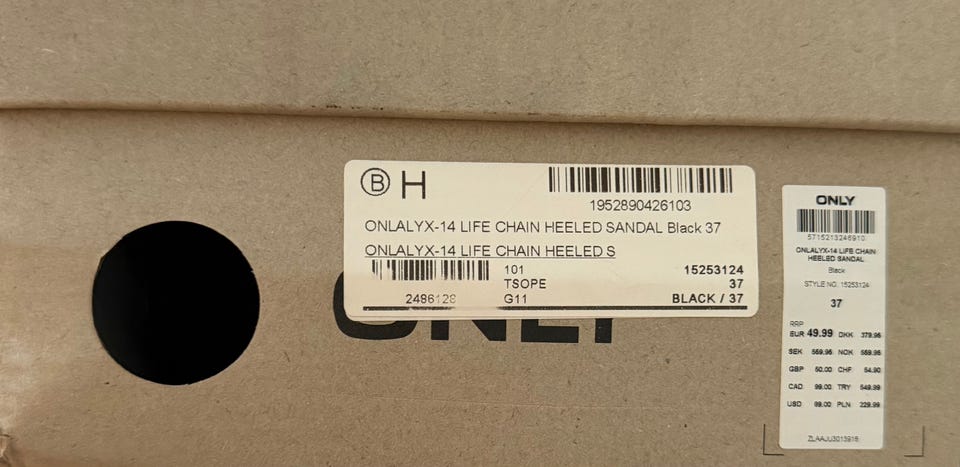 Ⓑ H
1952890426103
ONLALYX-14 LIFE CHAIN HEELED SANDAL Black 37
ONLALYX-14 LIFE CHAIN HEELED S
101 15253124
TSOPE 37
2486128 G11 BLACK / 37
ONLY
ONLY
5715213246910
ONLALYX-14 LIFE CHAIN
HEELED SANDAL
Black
STYLE NO. 15253124
37
RRP
EUR 49.99 DKK 379.95
SEK 559.95 NOK 559.95
GBP 50.00 CHF 54.90
CAD 99.00 TRY 549.99
USD 99.00 PLN 229.99
ZLAAJU3013916